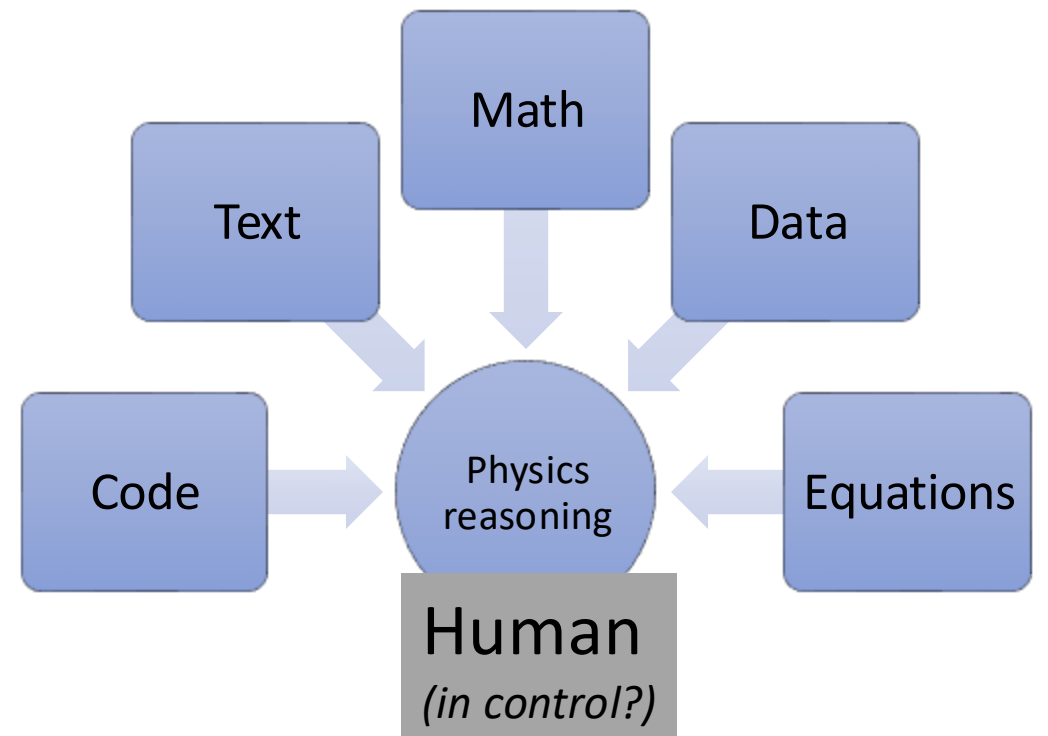 Math
Text
Data
Code
Physics
reasoning
Equations
Human
(in control?)